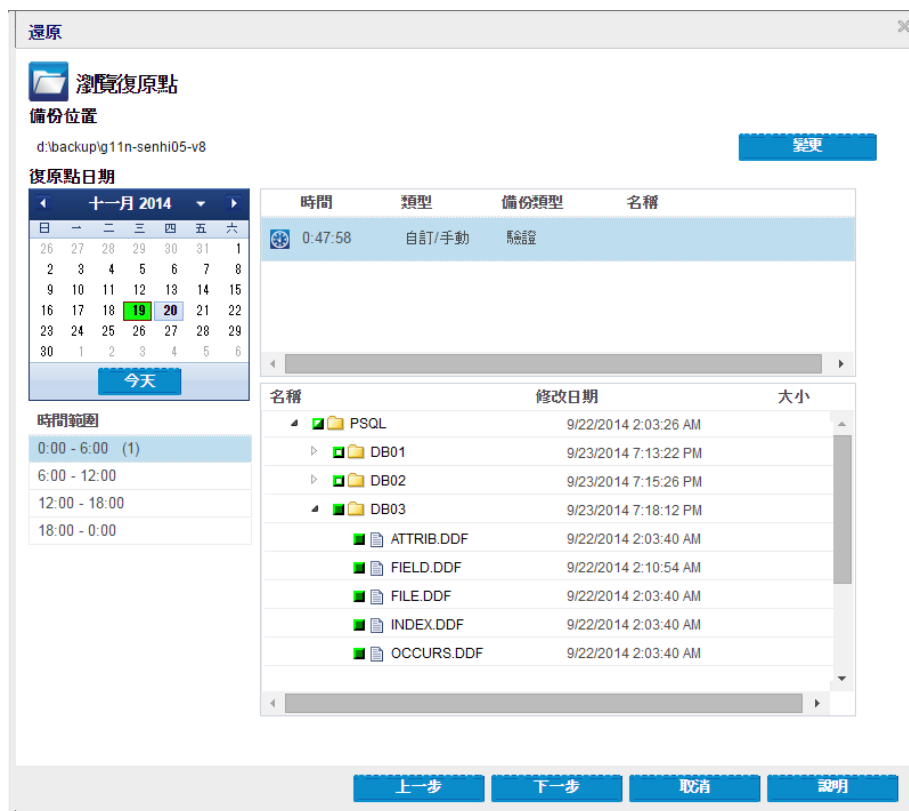 還原
瀏覽復原點
備份位置
d:\backup\g11n-senhi05-v8
變更
復原點日期
十一月 2014
日 一 二 三 四 五 六
26 27 28 29 30 31 1
2 3 4 5 6 7 8
9 10 11 12 13 14 15
16 17 18 19 20 21 22
23 24 25 26 27 28 29
30 1 2 3 4 5 6
今天
時間範圍
0:00 - 6:00 (1)
6:00 - 12:00
12:00 - 18:00
18:00 - 0:00
時間 類型 備份類型 名稱
0:47:58 自訂/手動 驗證
名稱 修改日期 大小
PSQL 9/22/2014 2:03:26 AM
DB01 9/23/2014 7:13:22 PM
DB02 9/23/2014 7:15:26 PM
DB03 9/23/2014 7:18:12 PM
ATTRIB.DDF 9/22/2014 2:03:40 AM
FIELD.DDF 9/22/2014 2:10:54 AM
FILE.DDF 9/22/2014 2:03:40 AM
INDEX.DDF 9/22/2014 2:03:40 AM
OCCURS.DDF 9/22/2014 2:03:40 AM
上一步 下一步 取消 說明